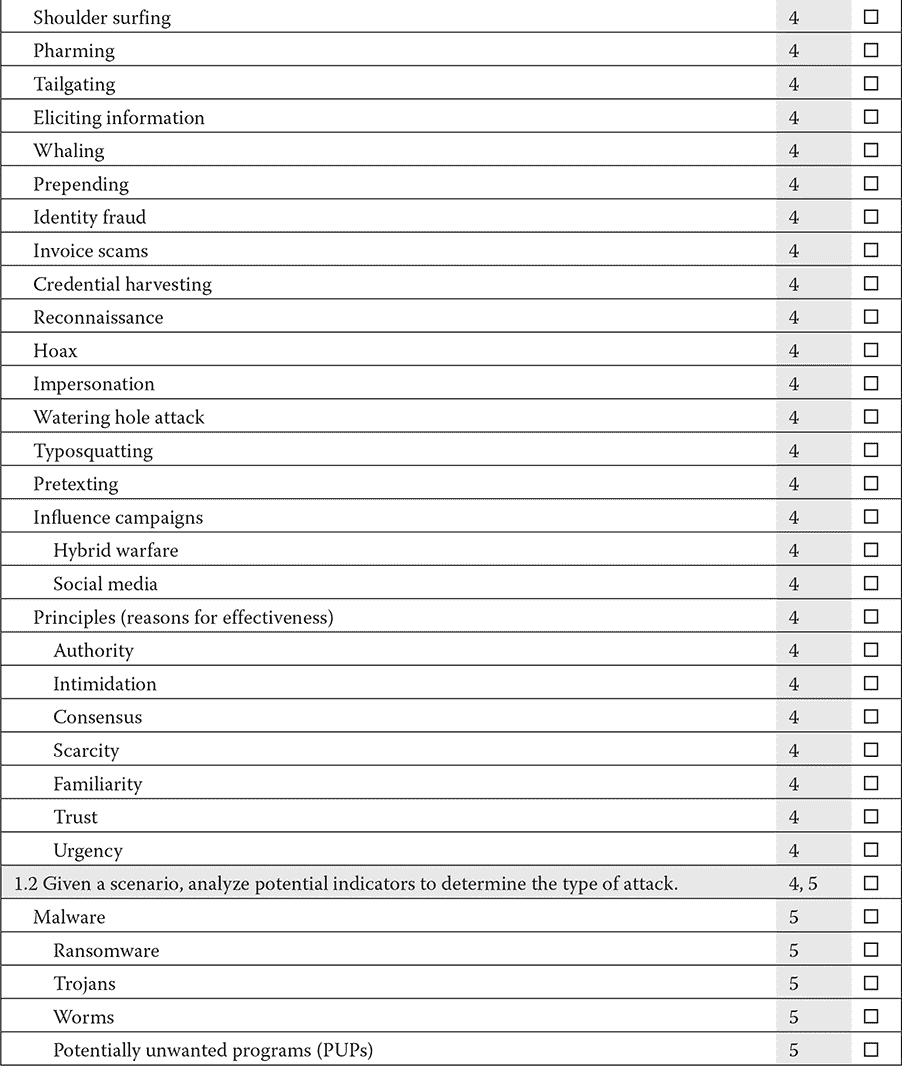 Shoulder surfing 4 ☐
Pharming 4 ☐
Tailgating 4 ☐
Eliciting information 4 ☐
Whaling 4 ☐
Prepending 4 ☐
Identity fraud 4 ☐
Invoice scams 4 ☐
Credential harvesting 4 ☐
Reconnaissance 4 ☐
Hoax 4 ☐
Impersonation 4 ☐
Watering hole attack 4 ☐
Typosquatting 4 ☐
Pretexting 4 ☐
Influence campaigns 4 ☐
Hybrid warfare 4 ☐
Social media 4 ☐
Principles (reasons for effectiveness) 4 ☐
Authority 4 ☐
Intimidation 4 ☐
Consensus 4 ☐
Scarcity 4 ☐
Familiarity 4 ☐
Trust 4 ☐
Urgency 4 ☐
1.2 Given a scenario, analyze potential indicators to determine the type of attack. 4, 5 ☐
Malware 5 ☐
Ransomware 5 ☐
Trojans 5 ☐
Worms 5 ☐
Potentially unwanted programs (PUPs) 5 ☐